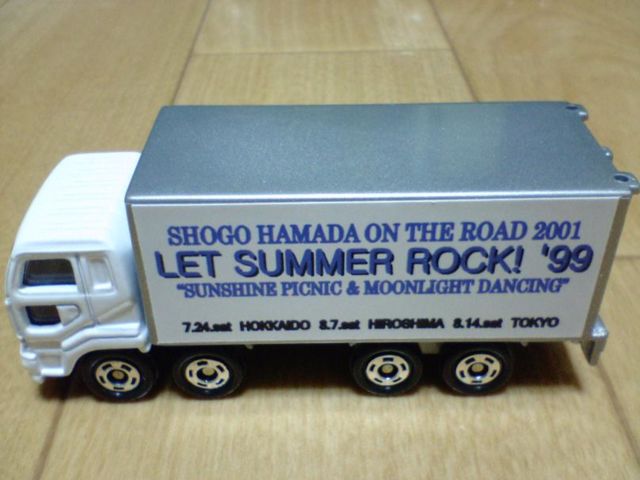 SHOGO HAMADA ON THE ROAD 2001
LET SUMMER ROCK! '99
"SUNSHINE PICNIC & MOONLIGHT DANCING"
7.24.sat HOKKAIDO 8.7.sat HIROSHIMA 8.14.sat TOKYO